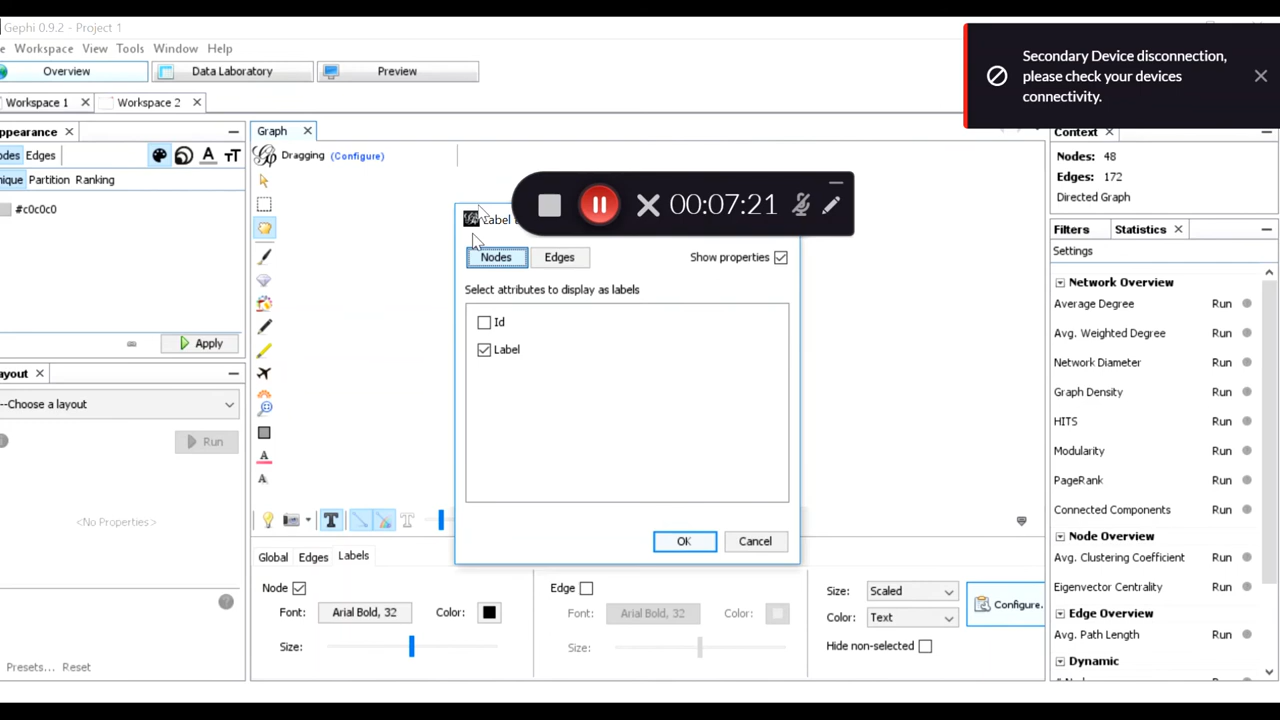 Gephi 0.9.2 - Project 1
Workspace View Tools Window Help
Overview Data Laboratory Preview
Workspace 1 Workspace 2
Secondary Device disconnection,
please check your devices
connectivity.
ppearance
odes Edges
nique Partition Ranking
#c0c0c0
Apply
ayout
--Choose a layout
Run
<No Properties>
Presets... Reset
Graph
Dragging (Configure)
00:07:21
Label
Nodes Edges Show properties
Select attributes to display as labels
Id
Label
OK Cancel
Global Edges Labels
Node
Font: Arial Bold, 32 Color:
Size:
Edge
Font: Arial Bold, 32 Color:
Size:
Size: Scaled
Color: Text
Hide non-selected
Configure.
Context
Nodes: 48
Edges: 172
Directed Graph
Filters Statistics
Settings
Network Overview
Average Degree Run
Avg. Weighted Degree Run
Network Diameter Run
Graph Density Run
HITS Run
Modularity Run
PageRank Run
Connected Components Run
Node Overview
Avg. Clustering Coefficient Run
Eigenvector Centrality Run
Edge Overview
Avg. Path Length Run
Dynamic